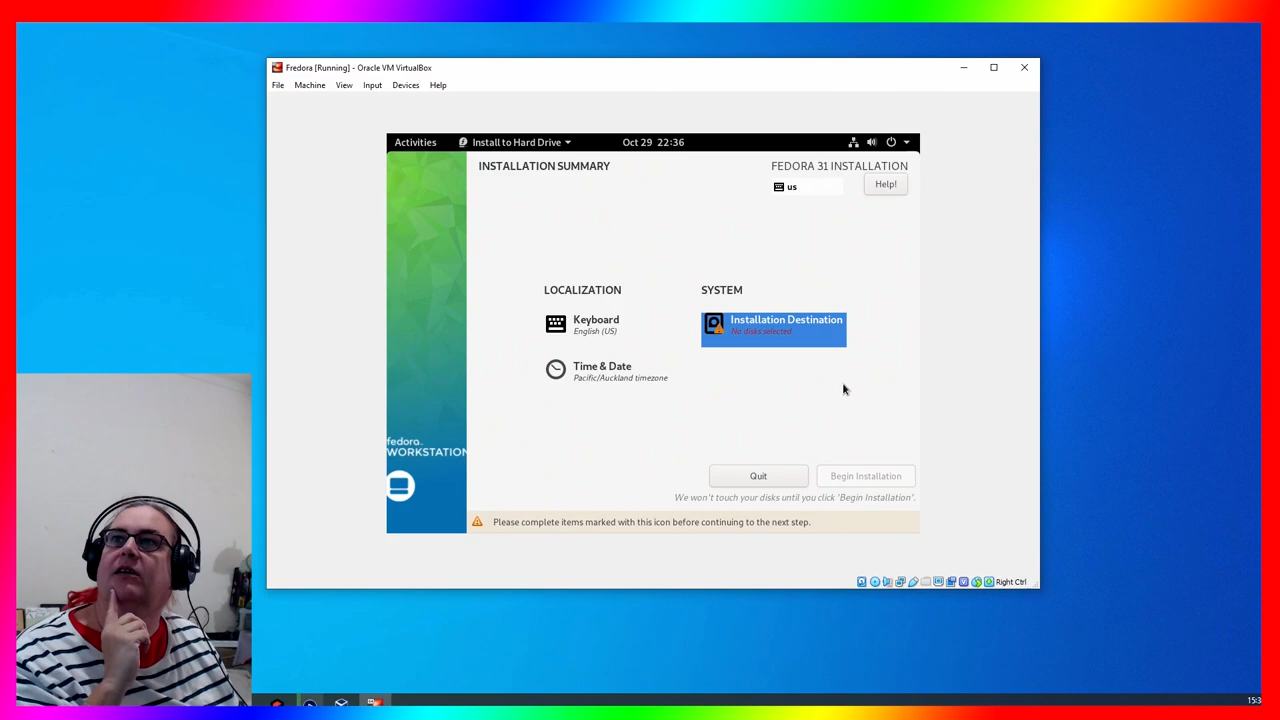 Fredora [Running] - Oracle VM VirtualBox
File Machine View Input Devices Help
Activities Install to Hard Drive Oct 29 22:36
INSTALLATION SUMMARY
FEDORA 31 INSTALLATION
us
Help!
LOCALIZATION
SYSTEM
Keyboard
English (US)
Installation Destination
No disks selected
Time & Date
Pacific/Auckland timezone
fedora
WORKSTATION
Quit
Begin Installation
We won't touch your disks until you click 'Begin Installation'.
Please complete items marked with this icon before continuing to the next step.
Right Ctrl